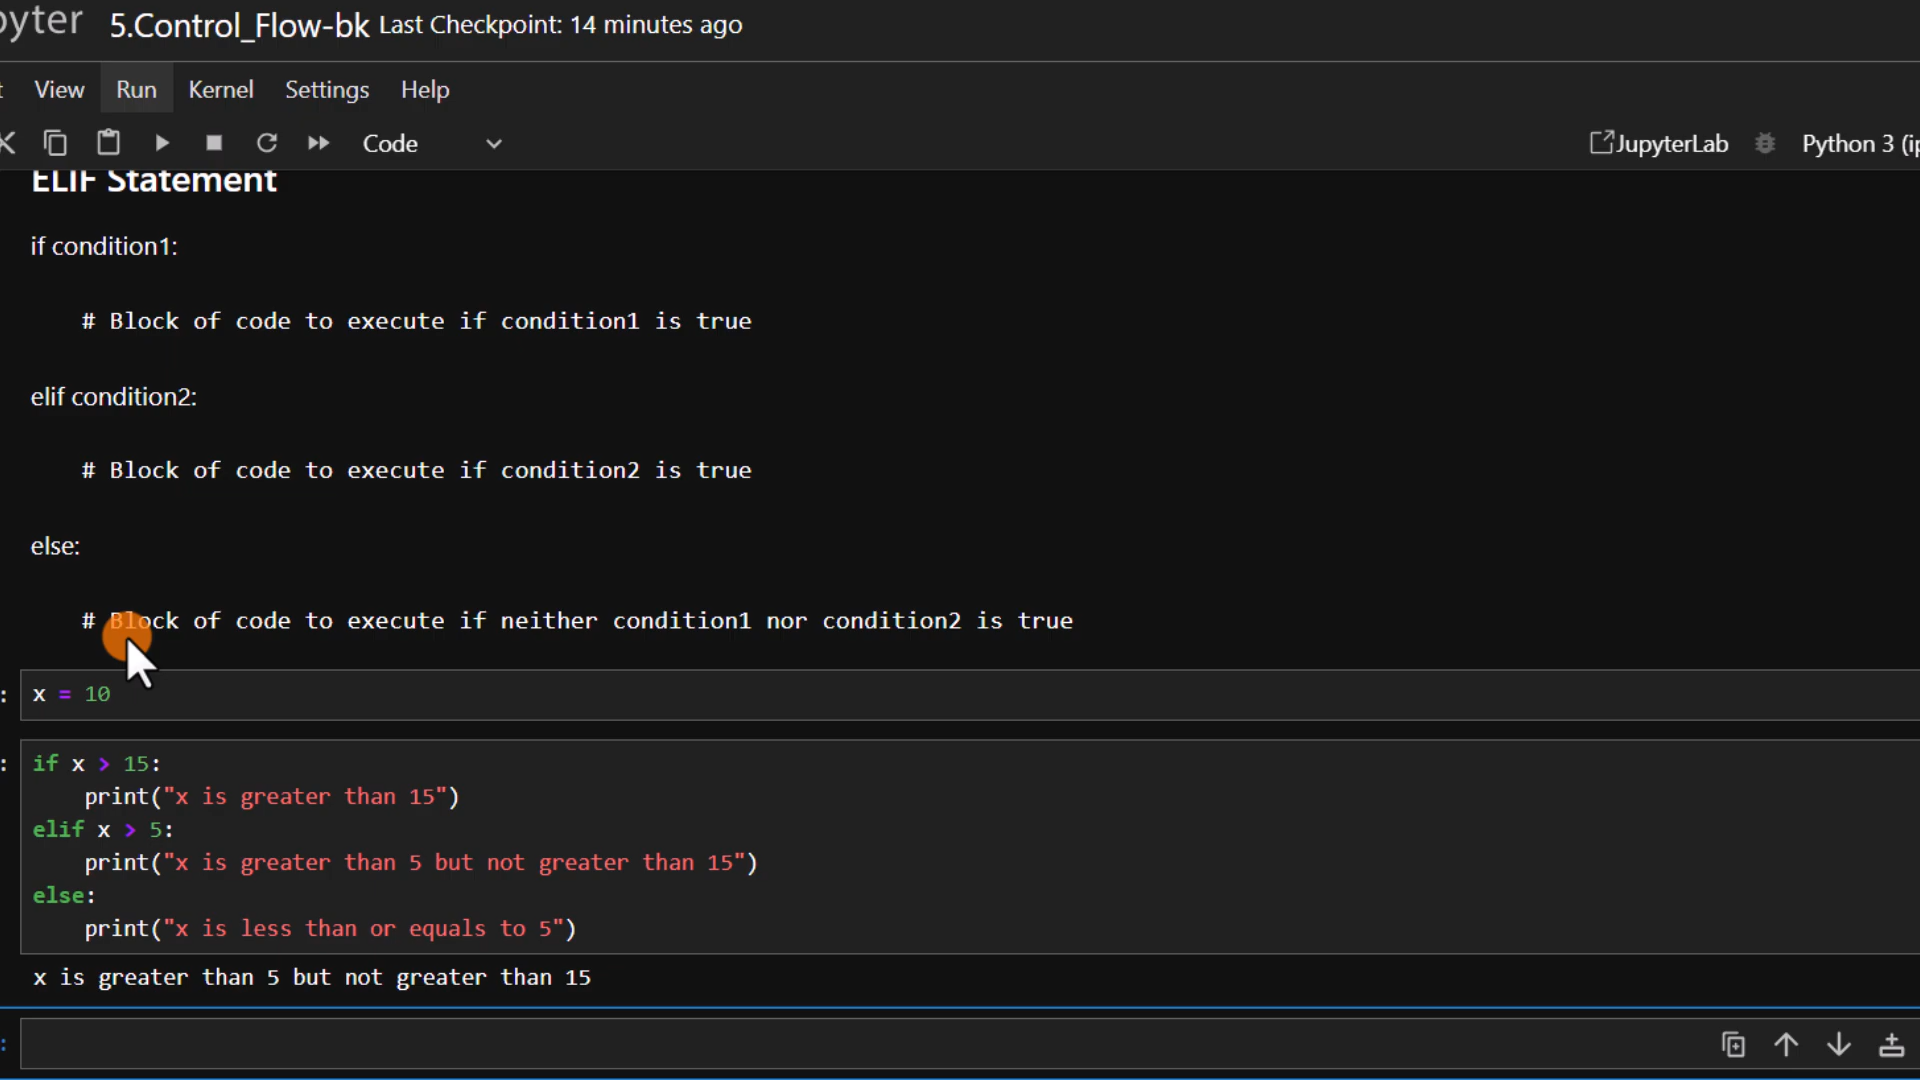 5.Control_Flow-bk Last Checkpoint: 14 minutes ago
View Run Kernel Settings Help
Code JupyterLab Python 3
ELIF Statement
if condition1:
# Block of code to execute if condition1 is true
elif condition2:
# Block of code to execute if condition2 is true
else:
# Block of code to execute if neither condition1 nor condition2 is true
: x = 10
: if x > 15:
print("x is greater than 15")
elif x > 5:
print("x is greater than 5 but not greater than 15")
else:
print("x is less than or equals to 5")
x is greater than 5 but not greater than 15
: